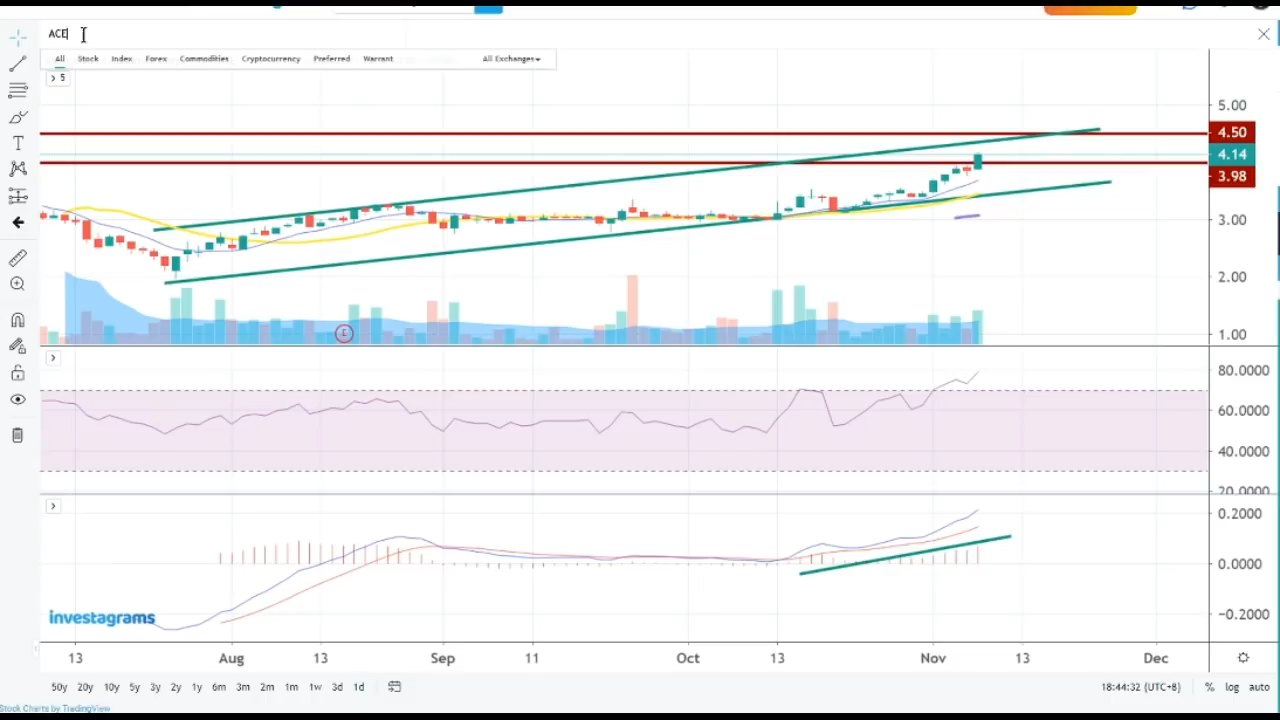 ACE
All Stock Index Forex Commodities Cryptocurrency Preferred Warrant All Exchanges
5
5.00
4.50
4.14
3.98
3.00
2.00
1.00
E
80.0000
60.0000
40.0000
20.0000
0.2000
0.0000
−0.2000
investagrams
13 Aug 13 Sep 11 Oct 13 Nov 13 Dec
50y 20y 10y 5y 3y 2y 1y 6m 3m 2m 1m 1w 3d 1d 18:44:32 (UTC+8) % log auto
Stock Charts by TradingView